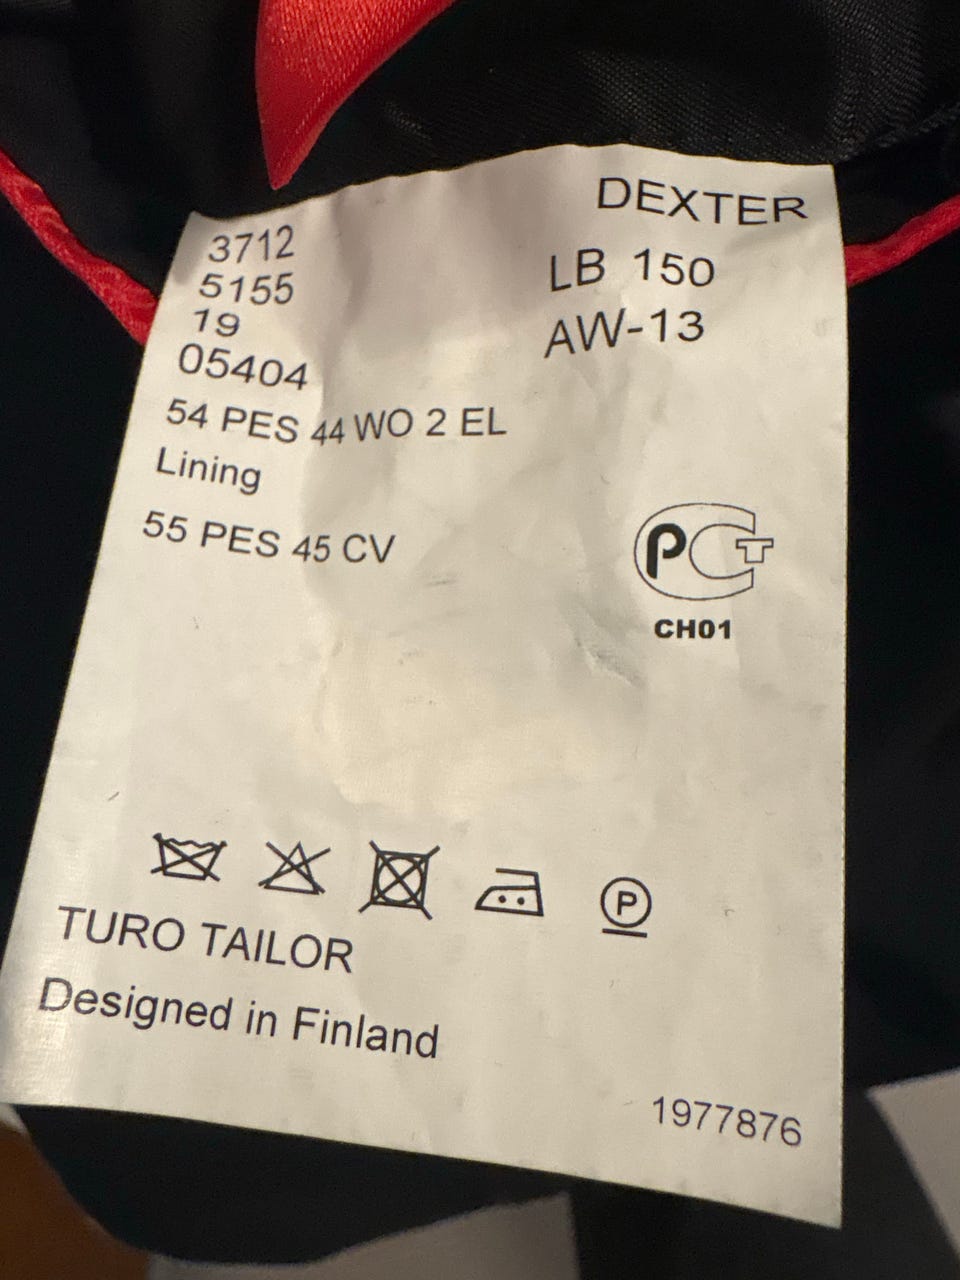 DEXTER
3712
LB 150
5155
AW-13
19
05404
54 PES 44 WO 2 EL
Lining
55 PES 45 CV
РСТ
CH01
P
TURO TAILOR
Designed in Finland
1977876